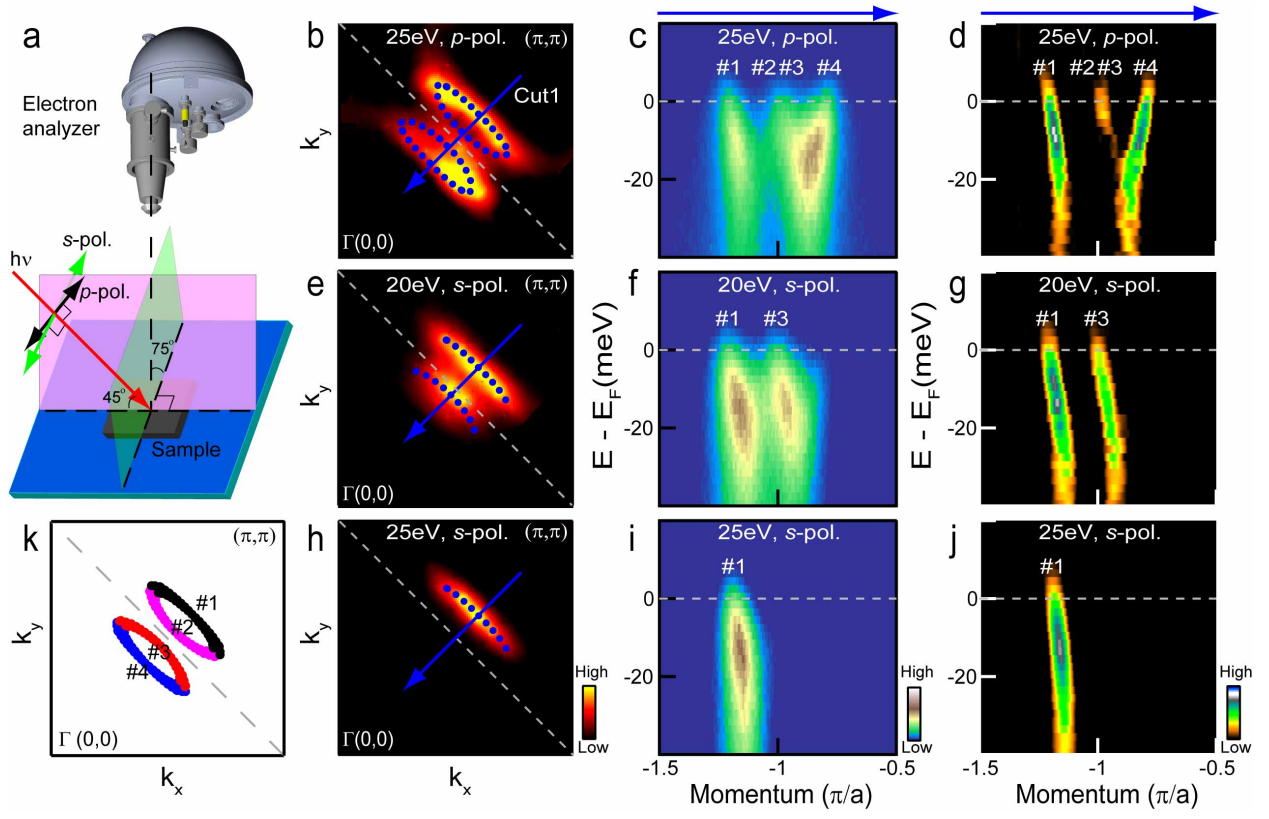 a
Electron
analyzer
s-pol.
hν
p-pol.
75°
45°
Sample
b
25eV, p-pol.
(π,π)
Cut1
k_y
Γ(0,0)
c
25eV, p-pol.
#1 #2 #3 #4
0
-20
d
25eV, p-pol.
#1 #2 #3 #4
0
-20
e
20eV, s-pol.
(π,π)
k_y
Γ(0,0)
f
20eV, s-pol.
#1 #3
0
-20
E - E_F (meV)
g
20eV, s-pol.
#1 #3
0
-20
E - E_F (meV)
k
(π,π)
#1
#2
#3
#4
k_y
Γ (0,0)
k_x
h
25eV, s-pol.
(π,π)
k_y
Γ(0,0)
High
Low
k_x
i
25eV, s-pol.
#1
0
-20
High
Low
-1.5 -1 -0.5
Momentum (π/a)
j
25eV, s-pol.
#1
0
-20
High
Low
-1.5 -1 -0.5
Momentum (π/a)